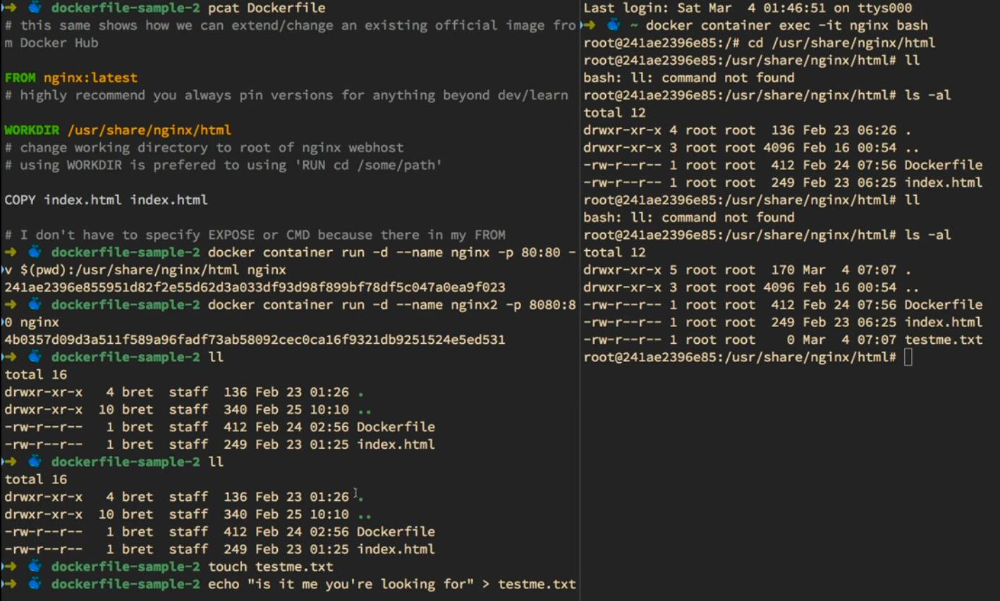 → dockerfile-sample-2 pcat Dockerfile
# this same shows how we can extend/change an existing official image fro
m Docker Hub
FROM nginx:latest
# highly recommend you always pin versions for anything beyond dev/learn
WORKDIR /usr/share/nginx/html
# change working directory to root of nginx webhost
# using WORKDIR is prefered to using 'RUN cd /some/path'
COPY index.html index.html
# I don't have to specify EXPOSE or CMD because there in my FROM
→ dockerfile-sample-2 docker container run -d --name nginx -p 80:80 -
v $(pwd):/usr/share/nginx/html nginx
241ae2396e855951d82f2e55d62d3a033df93d98f899bf78df5c047a0ea9f023
→ dockerfile-sample-2 docker container run -d --name nginx2 -p 8080:8
0 nginx
4b0357d09d3a511f589a96fadf73ab58092cec0ca16f9321db9251524e5ed531
→ dockerfile-sample-2 ll
total 16
drwxr-xr-x 4 bret staff 136 Feb 23 01:26 .
drwxr-xr-x 10 bret staff 340 Feb 25 10:10 ..
-rw-r--r-- 1 bret staff 412 Feb 24 02:56 Dockerfile
-rw-r--r-- 1 bret staff 249 Feb 23 01:25 index.html
→ dockerfile-sample-2 ll
total 16
drwxr-xr-x 4 bret staff 136 Feb 23 01:26 .
drwxr-xr-x 10 bret staff 340 Feb 25 10:10 ..
-rw-r--r-- 1 bret staff 412 Feb 24 02:56 Dockerfile
-rw-r--r-- 1 bret staff 249 Feb 23 01:25 index.html
→ dockerfile-sample-2 touch testme.txt
→ dockerfile-sample-2 echo "is it me you're looking for" > testme.txt
Last login: Sat Mar 4 01:46:51 on ttys000
→ ~ docker container exec -it nginx bash
root@241ae2396e85:/# cd /usr/share/nginx/html
root@241ae2396e85:/usr/share/nginx/html# ll
bash: ll: command not found
root@241ae2396e85:/usr/share/nginx/html# ls -al
total 12
drwxr-xr-x 4 root root 136 Feb 23 06:26 .
drwxr-xr-x 3 root root 4096 Feb 16 00:54 ..
-rw-r--r-- 1 root root 412 Feb 24 07:56 Dockerfile
-rw-r--r-- 1 root root 249 Feb 23 06:25 index.html
root@241ae2396e85:/usr/share/nginx/html# ll
bash: ll: command not found
root@241ae2396e85:/usr/share/nginx/html# ls -al
total 12
drwxr-xr-x 5 root root 170 Mar 4 07:07 .
drwxr-xr-x 3 root root 4096 Feb 16 00:54 ..
-rw-r--r-- 1 root root 412 Feb 24 07:56 Dockerfile
-rw-r--r-- 1 root root 249 Feb 23 06:25 index.html
-rw-r--r-- 1 root root 0 Mar 4 07:07 testme.txt
root@241ae2396e85:/usr/share/nginx/html#